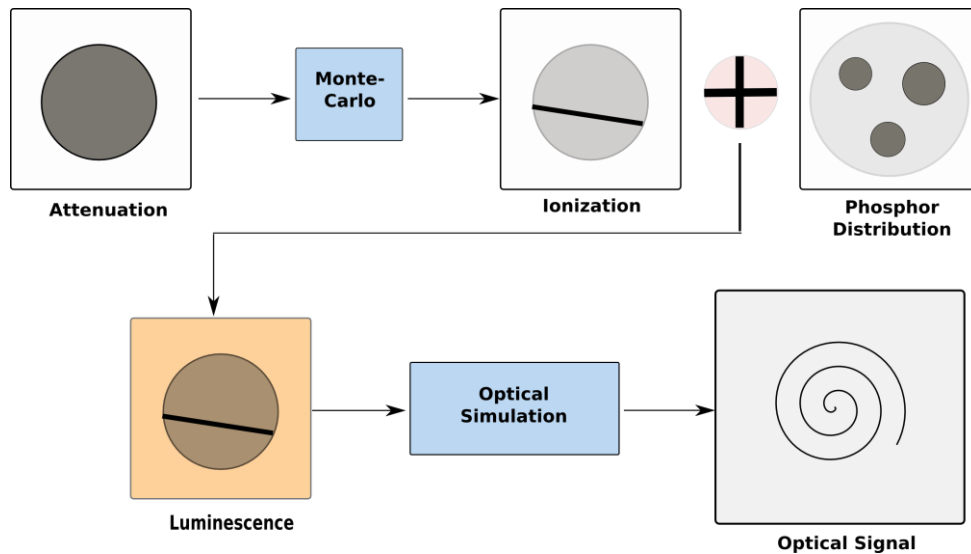 Monte-
Carlo
Attenuation
Ionization
Phosphor
Distribution
Optical
Simulation
Luminescence
Optical Signal